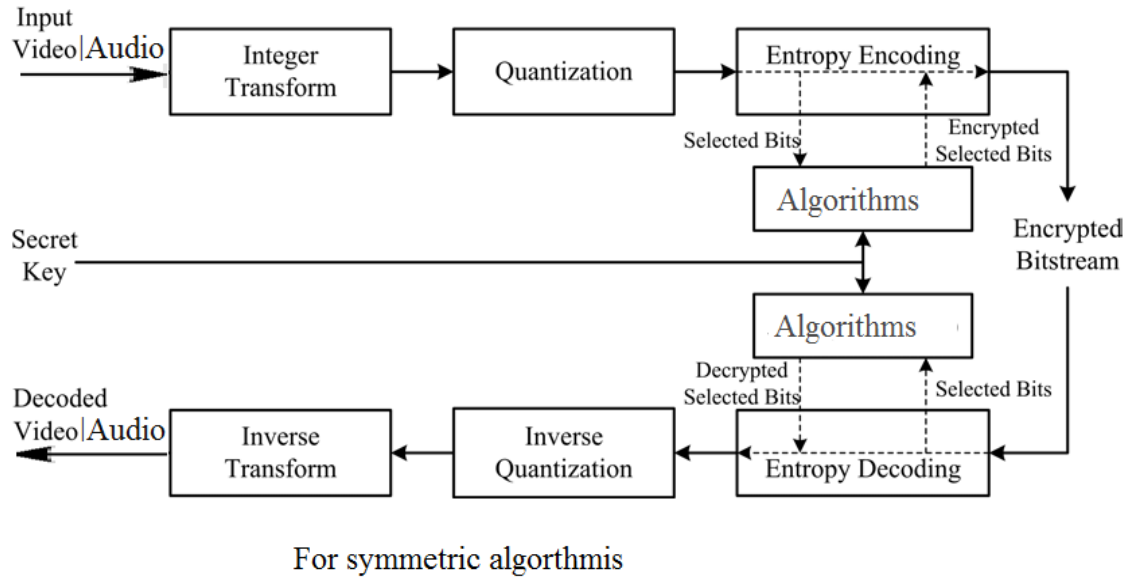 Input
Video|Audio
Integer
Transform
Quantization
Entropy Encoding
Selected Bits
Encrypted
Selected Bits
Algorithms
Secret
Key
Encrypted
Bitstream
Algorithms
Decrypted
Selected Bits
Selected Bits
Decoded
Video|Audio
Inverse
Transform
Inverse
Quantization
Entropy Decoding
For symmetric algorthmis